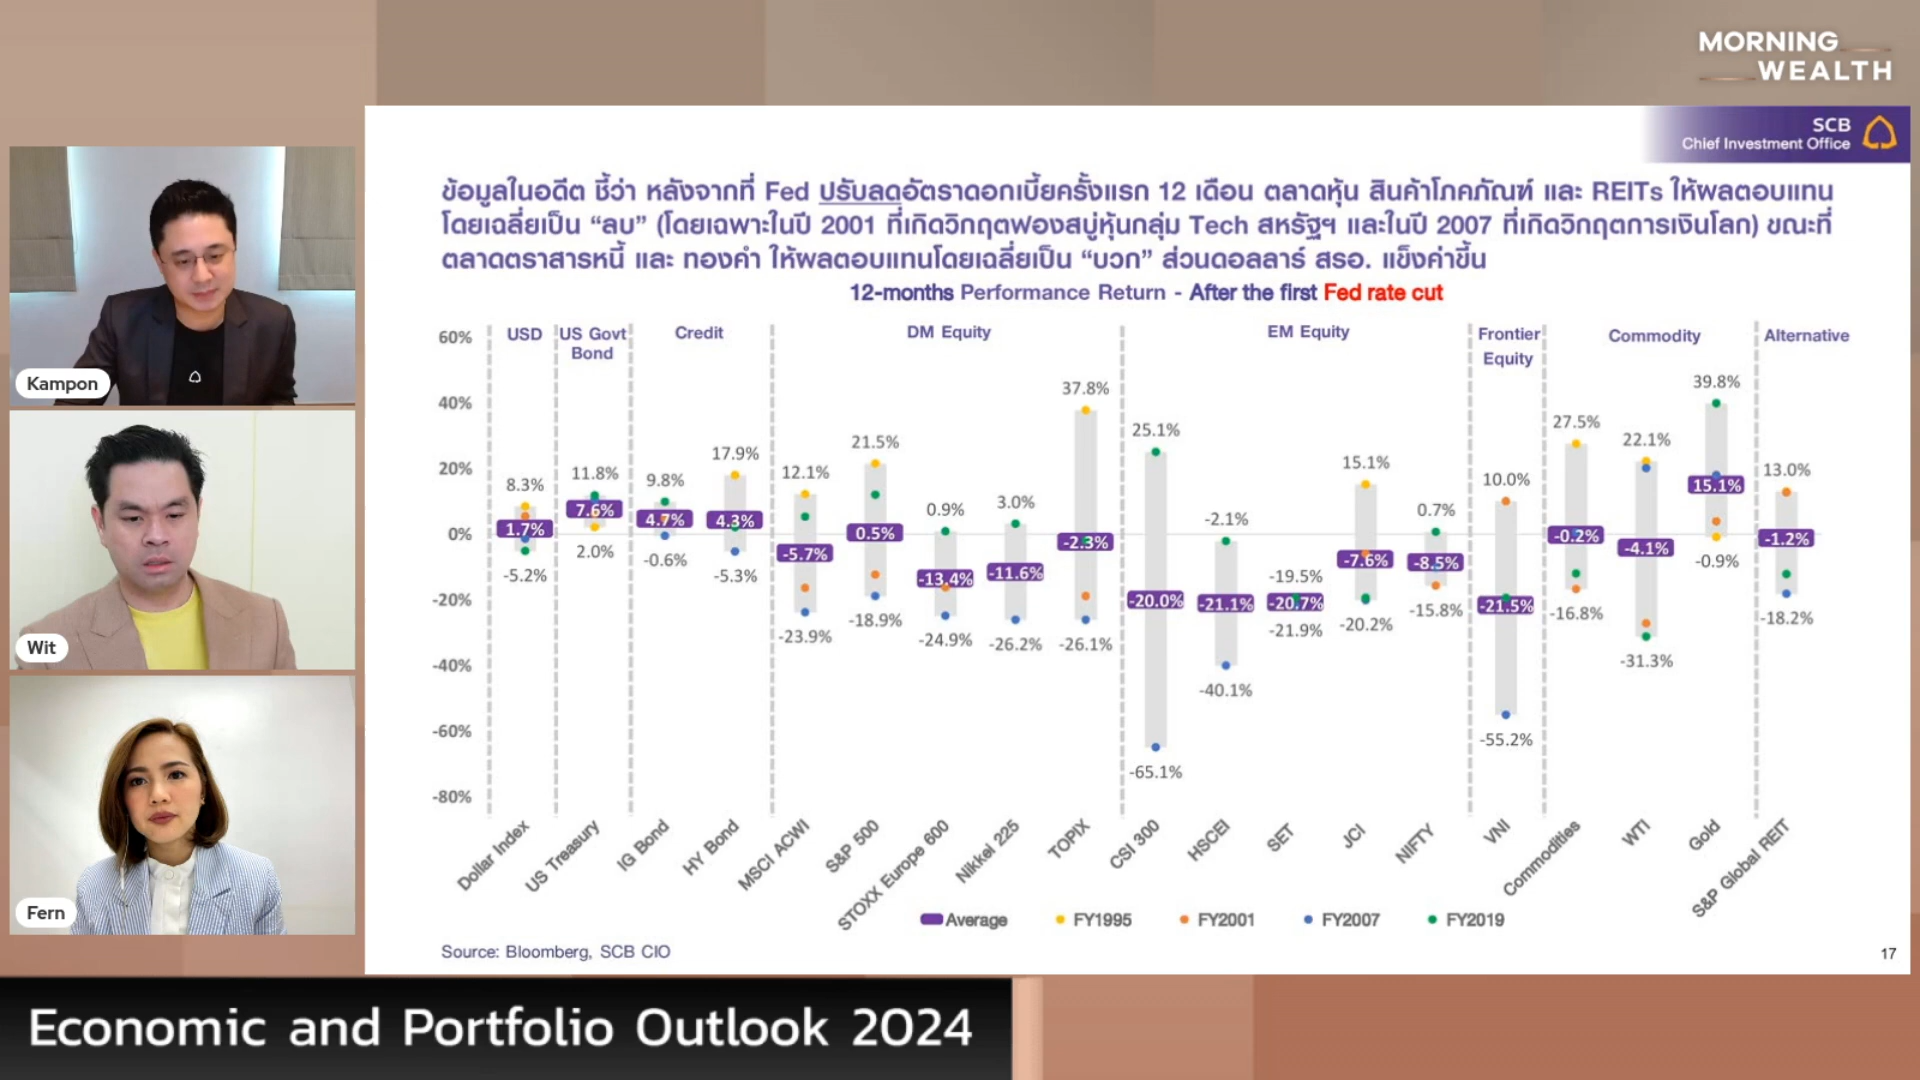 MORNING
WEALTH
SCB
Chief Investment Office
ข้อมูลในอดีต ชี้ว่า หลังจากที่ Fed ปรับลดอัตราดอกเบี้ยครั้งแรก 12 เดือน ตลาดหุ้น สินค้าโภคภัณฑ์ และ REITs ให้ผลตอบแทน
โดยเฉลี่ยเป็น “ลบ” (โดยเฉพาะในปี 2001 ที่เกิดวิกฤตฟองสบู่หุ้นกลุ่ม Tech สหรัฐฯ และในปี 2007 ที่เกิดวิกฤตการเงินโลก) ขณะที่
ตลาดตราสารหนี้ และ ทองคำ ให้ผลตอบแทนโดยเฉลี่ยเป็น “บวก” ส่วนดอลลาร์ สรอ. แข็งค่าขึ้น
12-months Performance Return - After the first Fed rate cut
USD
US Govt
Bond
Credit
DM Equity
EM Equity
Frontier
Equity
Commodity
Alternative
60%
40%
20%
0%
-20%
-40%
-60%
-80%
8.3%
1.7%
-5.2%
11.8%
7.6%
2.0%
9.8%
4.7%
-0.6%
17.9%
4.3%
-5.3%
12.1%
-5.7%
-23.9%
21.5%
0.5%
-18.9%
0.9%
-13.4%
-24.9%
3.0%
-11.6%
-26.2%
37.8%
-2.3%
-26.1%
25.1%
-20.0%
-65.1%
-2.1%
-21.1%
-40.1%
-19.5%
-20.7%
-21.9%
15.1%
-7.6%
-20.2%
0.7%
-8.5%
-15.8%
10.0%
-21.5%
-55.2%
27.5%
-0.2%
-16.8%
22.1%
-4.1%
-31.3%
39.8%
15.1%
-0.9%
13.0%
-1.2%
-18.2%
Dollar Index
US Treasury
IG Bond
HY Bond
MSCI ACWI
S&P 500
STOXX Europe 600
Nikkei 225
TOPIX
CSI 300
HSCEI
SET
JCI
NIFTY
VNI
Commodities
WTI
Gold
S&P Global REIT
Average
FY1995
FY2001
FY2007
FY2019
Source: Bloomberg, SCB CIO
17
Kampon
Wit
Fern
Economic and Portfolio Outlook 2024